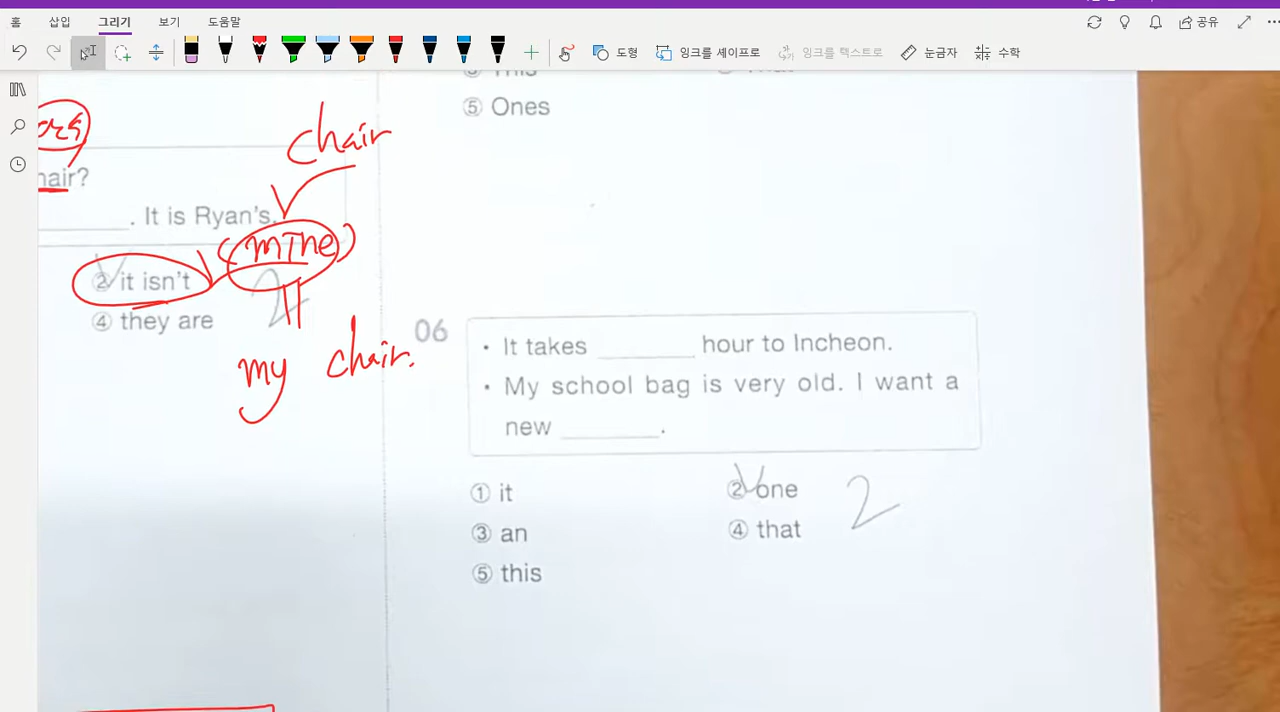 홈 삽입 그리기 보기 도움말
공유
도형 잉크를 셰이프로 잉크를 텍스트로 눈금자 수학
⑤ Ones
chair
hair?
. It is Ryan's.
(mine)
② it isn't
2
④ they are
my chair.
06
• It takes hour to Incheon.
• My school bag is very old. I want a
new .
① it
② one
2
③ an
④ that
⑤ this